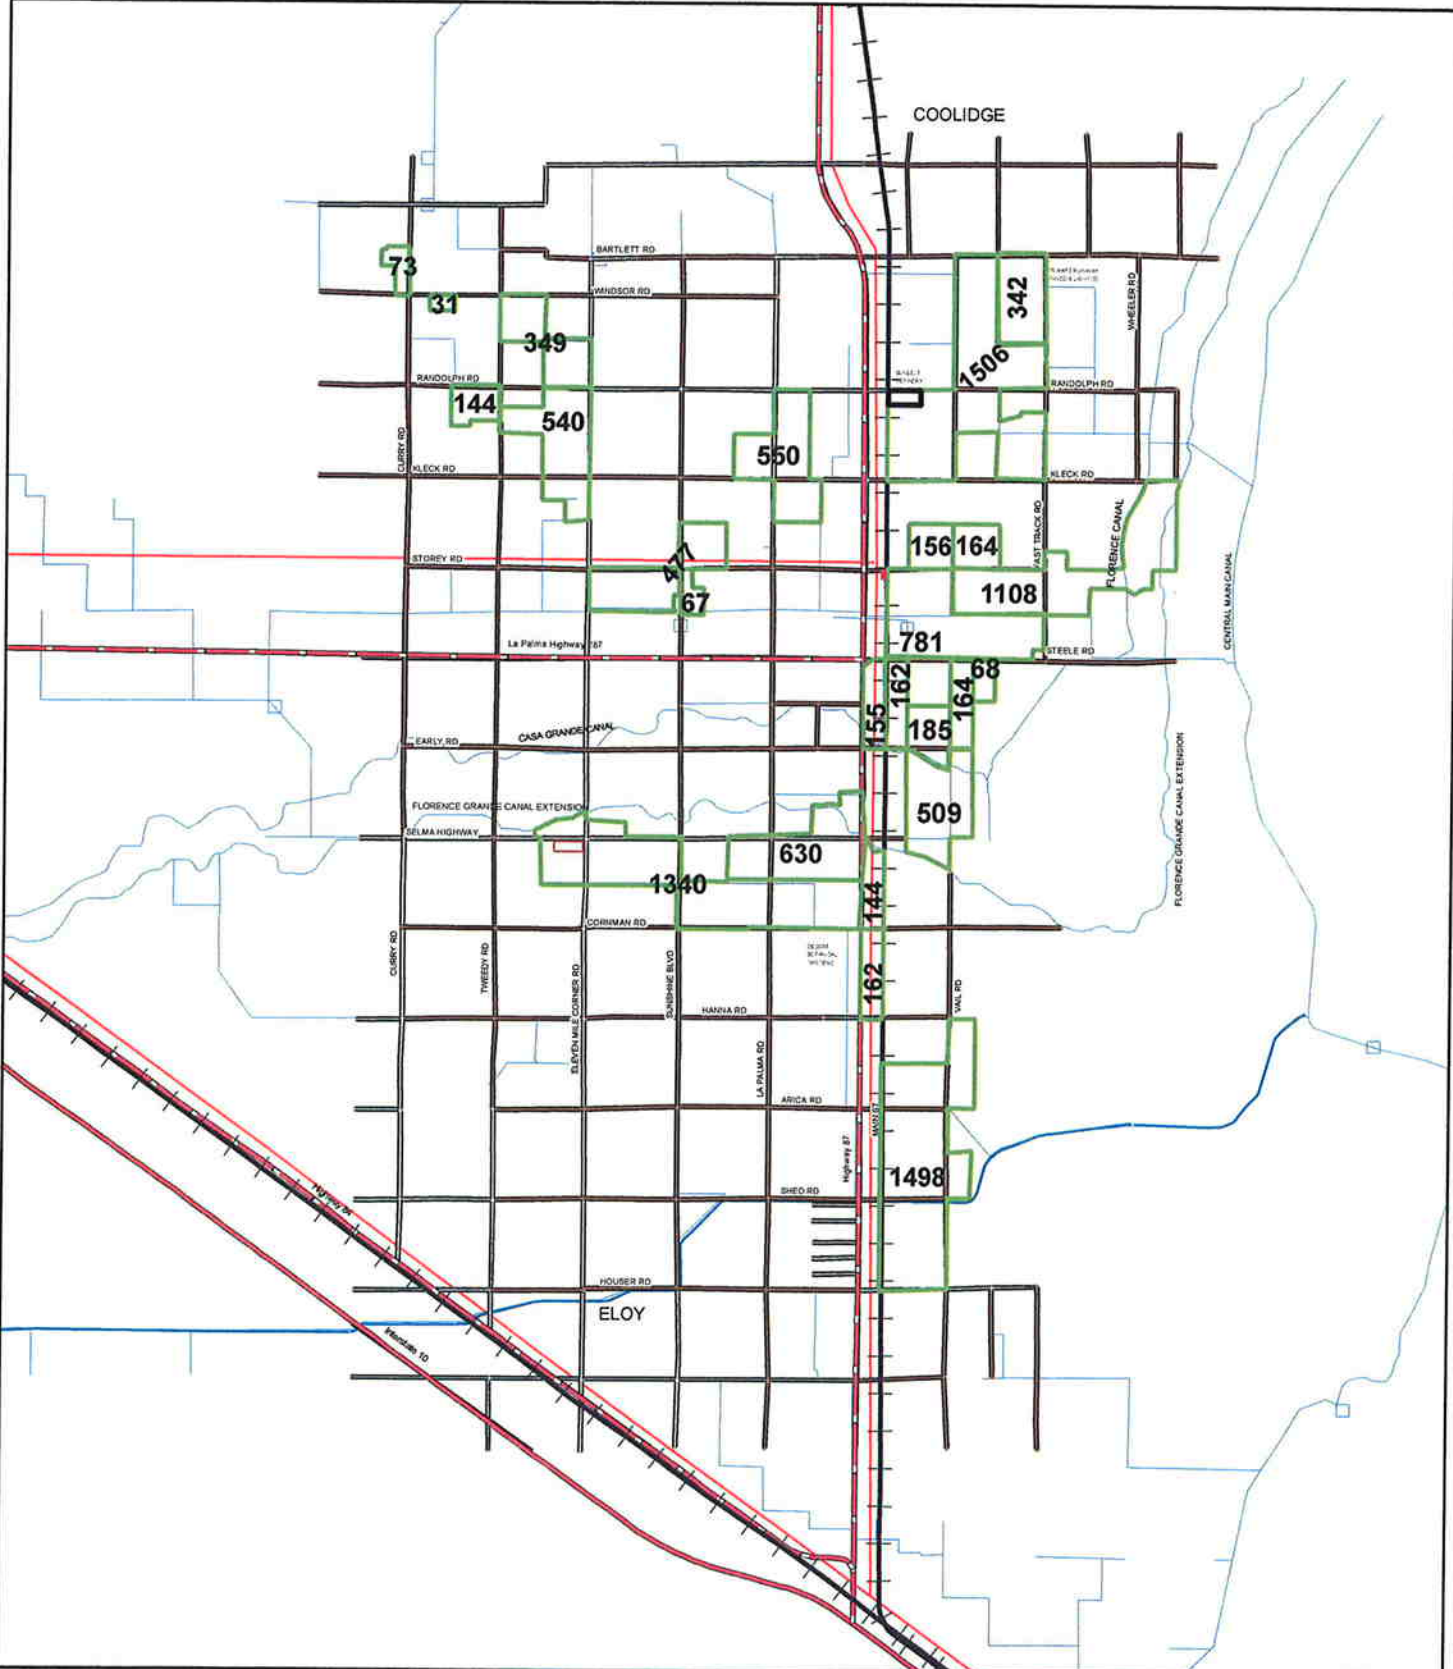 COOLIDGE
BARTLETT RD
73
342
WHEELER RD
WINDSOR RD
31
349
1506
RANDOLPH RD
RANDOLPH RD
144
540
CURRY RD
550
KLECK RD
KLECK RD
FAST TRACK RD
FLORENCE CANAL
156
164
477
STOREY RD
1108
67
CENTRAL MAIN CANAL
La Palma Highway 287
781
STEELE RD
68
162
164
155
185
CASA GRANDE CANAL
EARLY RD
FLORENCE GRANDE CANAL EXTENSION
509
FLORENCE GRANDE CANAL EXTENSION
SELMA HIGHWAY
630
1340
144
CORNMAN RD
CURRY RD
TWEEDY RD
ELEVEN MILE CORNER RD
SUNSHINE BLVD
162
VAIL RD
HANNA RD
LA PALMA RD
ARICA RD
MAIN ST
Highway 87
1498
SHED RD
Highway 84
HOUSER RD
ELOY
Interstate 10